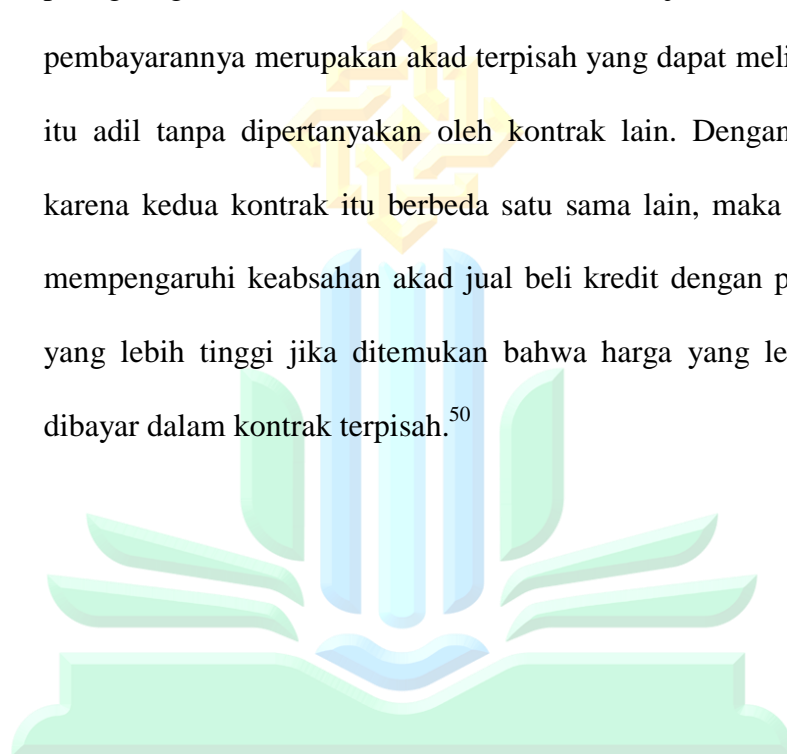 pembayarannya merupakan akad terpisah yang dapat
itu adil tanpa dipertanyakan oleh kontrak lain. Dengan
karena kedua kontrak itu berbeda satu sama lain, maka
mempengaruhi keabsahan akad jual beli kredit dengan
yang lebih tinggi jika ditemukan bahwa harga yang
dibayar dalam kontrak terpisah.50